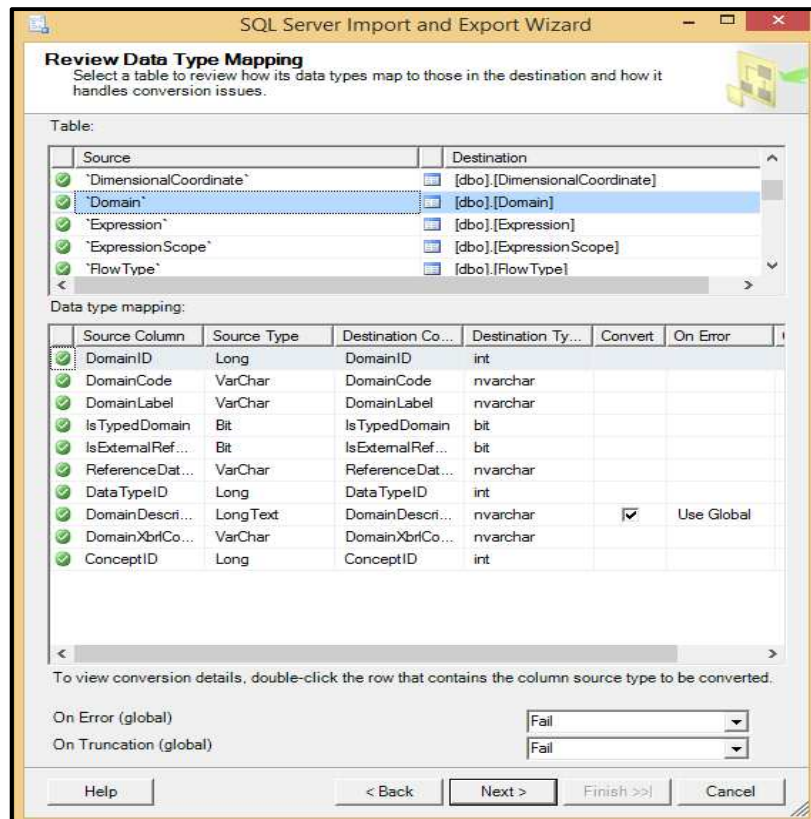 SQL Server Import and Export Wizard
Review Data Type Mapping
Select a table to review how its data types map to those in the destination and how it
handles conversion issues.
Table:
Source Destination
`DimensionalCoordinate` [dbo].[DimensionalCoordinate]
`Domain` [dbo].[Domain]
`Expression` [dbo].[Expression]
`ExpressionScope` [dbo].[ExpressionScope]
`FlowType` [dbo].[FlowType]
Data type mapping:
Source Column Source Type Destination Co... Destination Ty... Convert On Error
DomainID Long DomainID int
DomainCode VarChar DomainCode nvarchar
DomainLabel VarChar DomainLabel nvarchar
IsTypedDomain Bit IsTypedDomain bit
IsExternalRef... Bit IsExternalRef... bit
ReferenceDat... VarChar ReferenceDat... nvarchar
DataTypeID Long DataTypeID int
DomainDescri... LongText DomainDescri... nvarchar Use Global
DomainXbrlCo... VarChar DomainXbrlCo... nvarchar
ConceptID Long ConceptID int
To view conversion details, double-click the row that contains the column source type to be converted.
On Error (global) Fail
On Truncation (global) Fail
Help < Back Next > Finish >>| Cancel